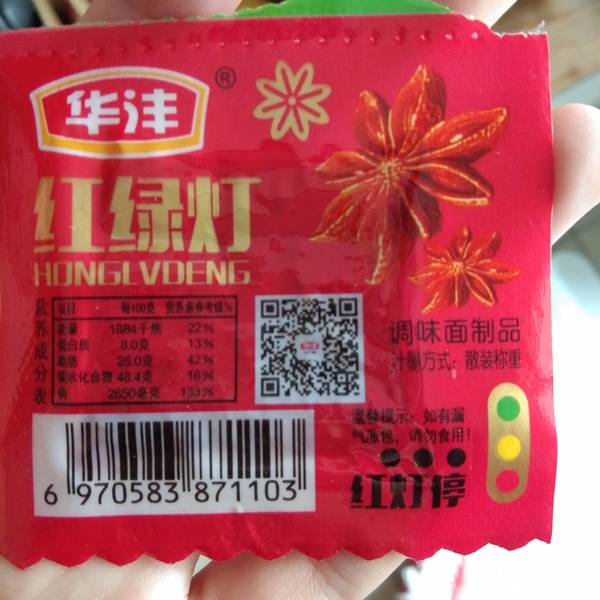 华沣®
红绿灯
HONGLVDENG
营养成分表
项目 每100克 营养素参考值%
能量 1884千焦 22%
蛋白质 8.0克 13%
脂肪 25.0克 42%
碳水化合物 48.4克 16%
钠 2650毫克 133%
调味面制品
计量方式：散装称重
温馨提示：如有漏
气涨包，请勿食用！
红灯停
6 970583 871103